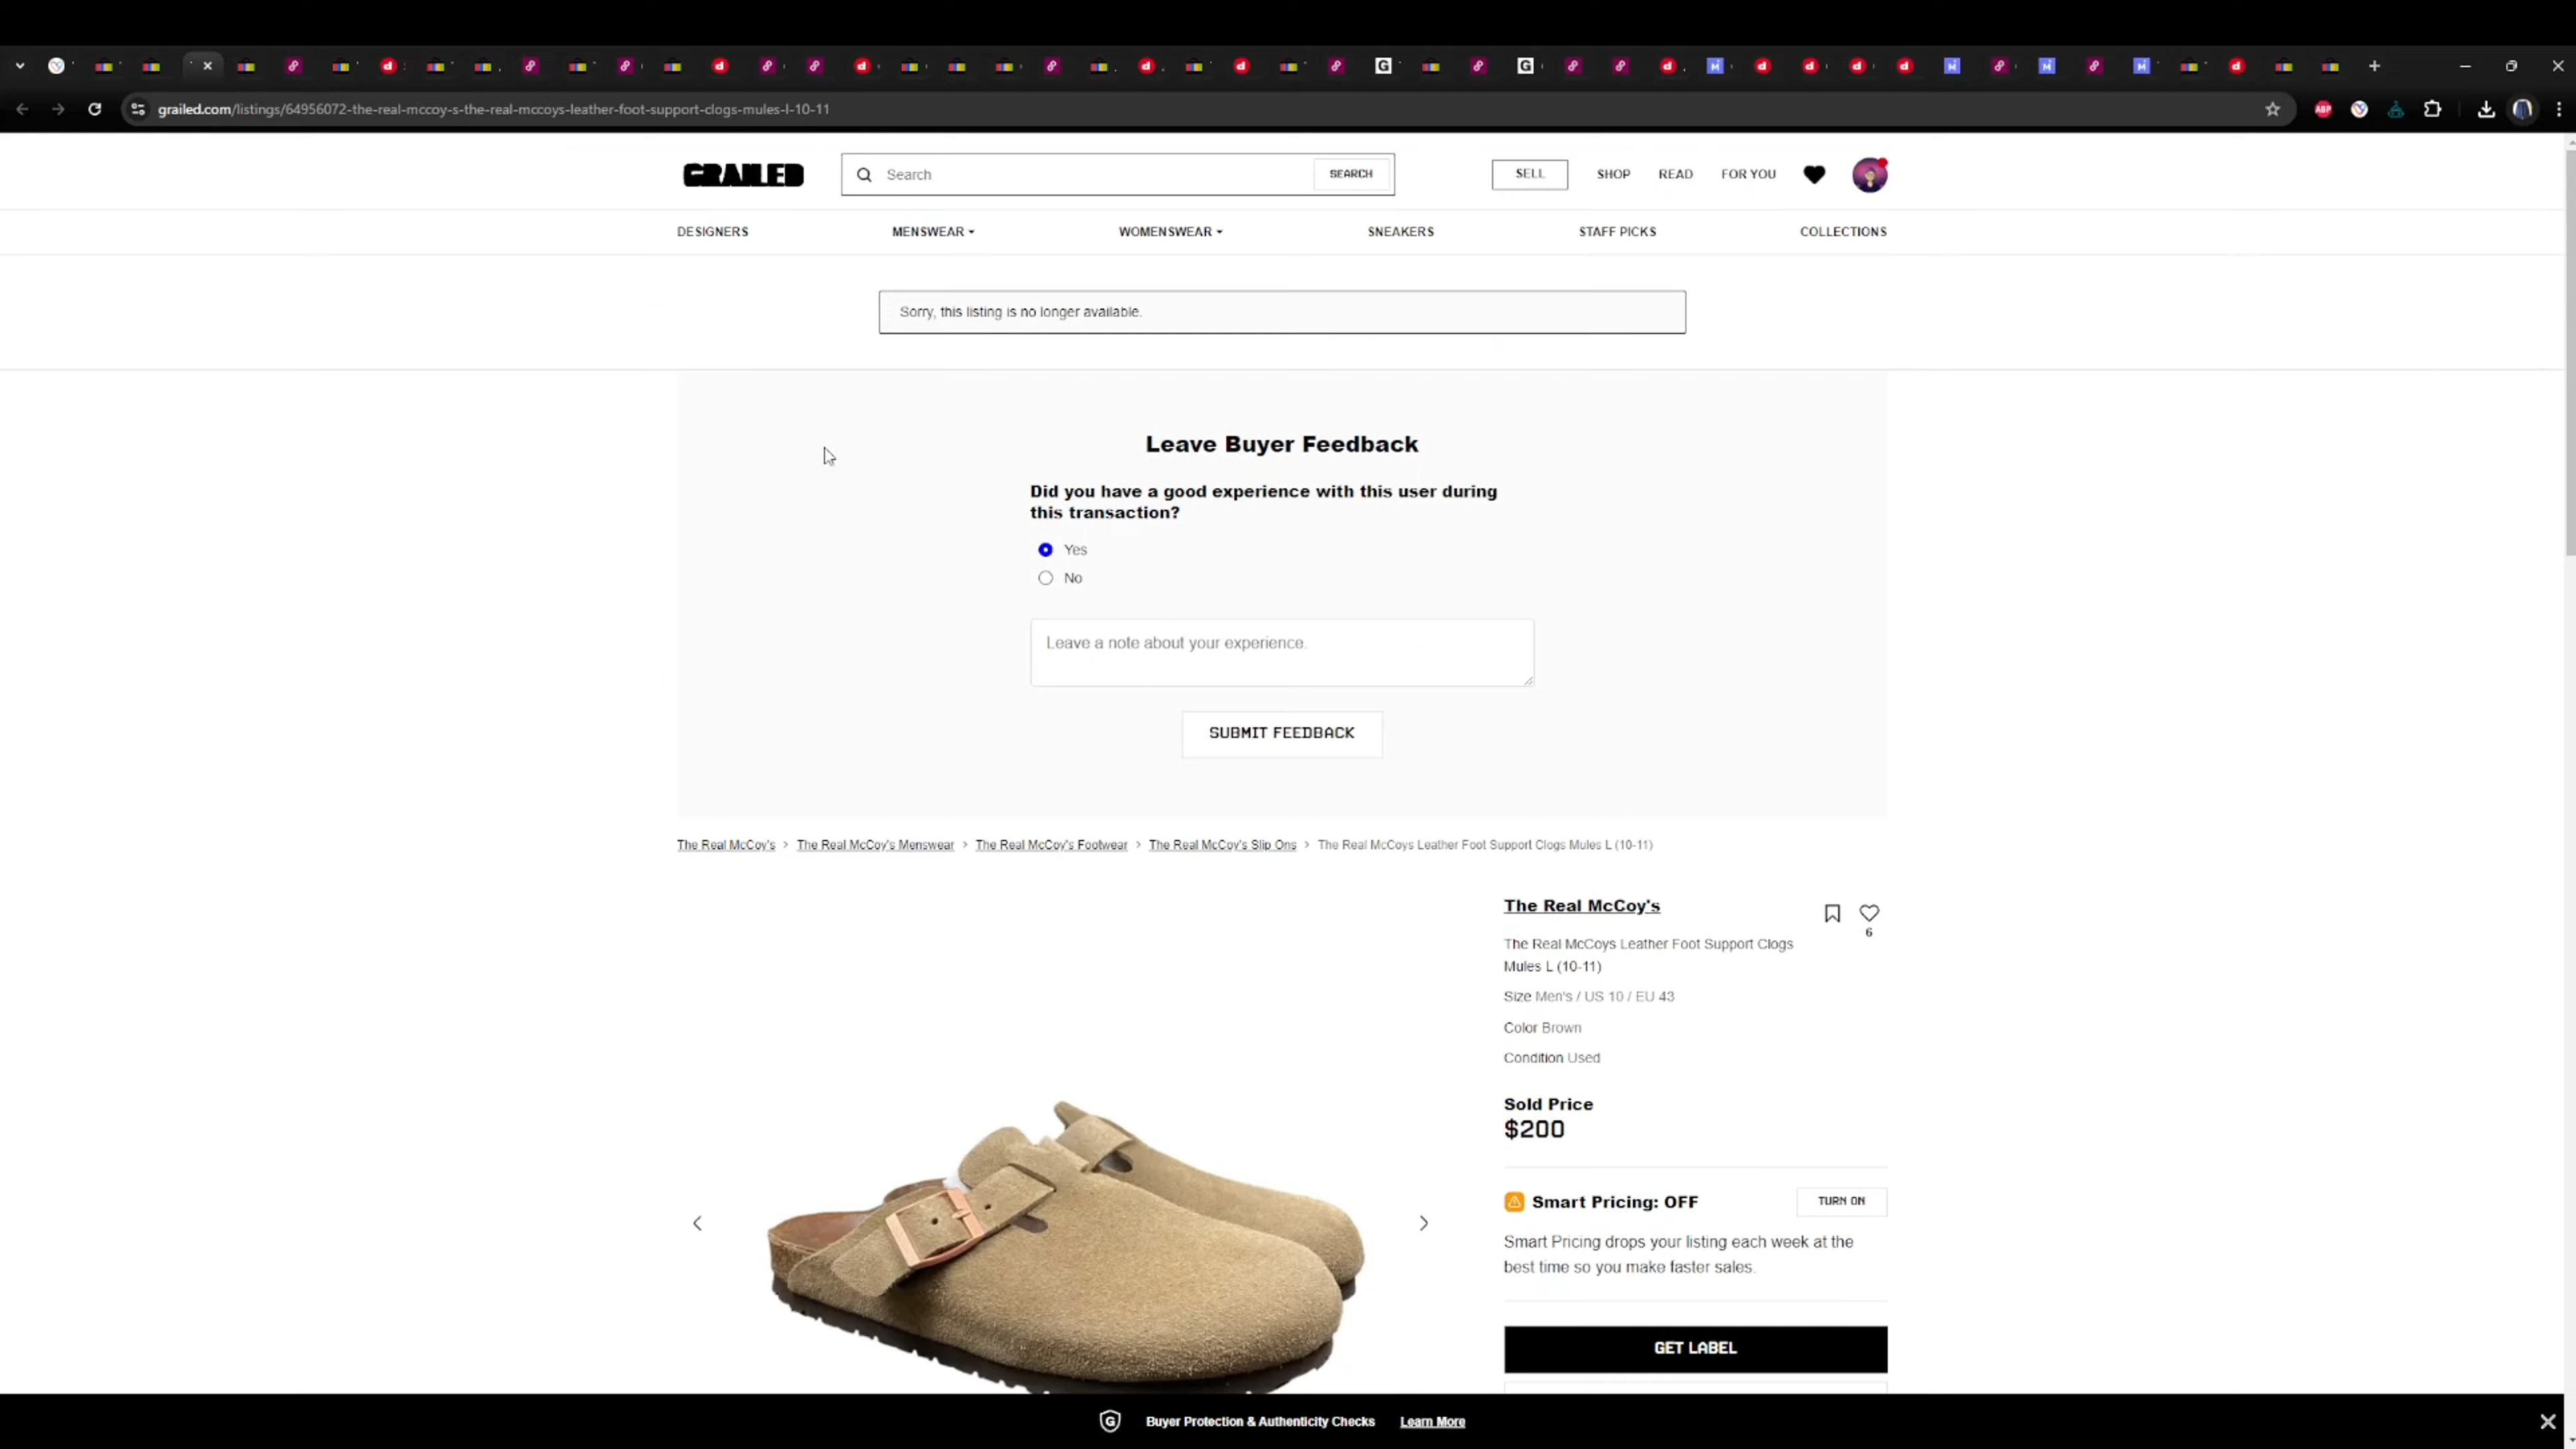 grailed.com/listings/64956072-the-real-mccoy-s-the-real-mccoys-leather-foot-support-clogs-mules-l-10-11
ABP
GRAILED
Search
SEARCH
SELL
SHOP
READ
FOR YOU
DESIGNERS
MENSWEAR
WOMENSWEAR
SNEAKERS
STAFF PICKS
COLLECTIONS
Sorry, this listing is no longer available.
Leave Buyer Feedback
Did you have a good experience with this user during
this transaction?
Yes
No
Leave a note about your experience.
SUBMIT FEEDBACK
The Real McCoy's > The Real McCoy's Menswear > The Real McCoy's Footwear > The Real McCoy's Slip Ons > The Real McCoys Leather Foot Support Clogs Mules L (10-11)
The Real McCoy's
6
The Real McCoys Leather Foot Support Clogs
Mules L (10-11)
Size Men's / US 10 / EU 43
Color Brown
Condition Used
Sold Price
$200
Smart Pricing: OFF
TURN ON
Smart Pricing drops your listing each week at the
best time so you make faster sales.
GET LABEL
G
Buyer Protection & Authenticity Checks
Learn More